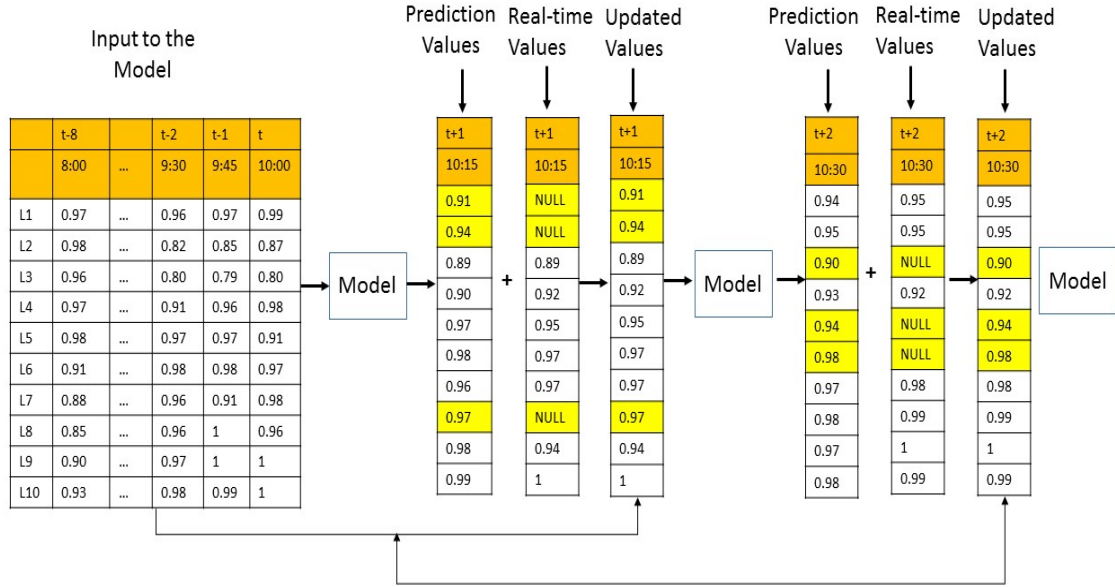 Input to the
Model
Prediction
Values
Real-time
Values
Updated
Values
Prediction
Values
Real-time
Values
Updated
Values
t-8 t-2 t-1 t
8:00 ... 9:30 9:45 10:00
L1 0.97 ... 0.96 0.97 0.99
L2 0.98 ... 0.82 0.85 0.87
L3 0.96 ... 0.80 0.79 0.80
L4 0.97 ... 0.91 0.96 0.98
L5 0.98 ... 0.97 0.97 0.91
L6 0.91 ... 0.98 0.98 0.97
L7 0.88 ... 0.96 0.91 0.98
L8 0.85 ... 0.96 1 0.96
L9 0.90 ... 0.97 1 1
L10 0.93 ... 0.98 0.99 1
Model
t+1
10:15
0.91
0.94
0.89
0.90
0.97
0.98
0.96
0.97
0.98
0.99
+
t+1
10:15
NULL
NULL
0.89
0.92
0.95
0.97
0.97
NULL
0.94
1
t+1
10:15
0.91
0.94
0.89
0.92
0.95
0.97
0.97
0.97
0.94
1
Model
t+2
10:30
0.94
0.95
0.90
0.93
0.94
0.98
0.97
0.98
0.97
0.98
+
t+2
10:30
0.95
0.95
NULL
0.92
NULL
NULL
0.98
0.99
1
0.99
t+2
10:30
0.95
0.95
0.90
0.92
0.94
0.98
0.98
0.99
1
0.99
Model